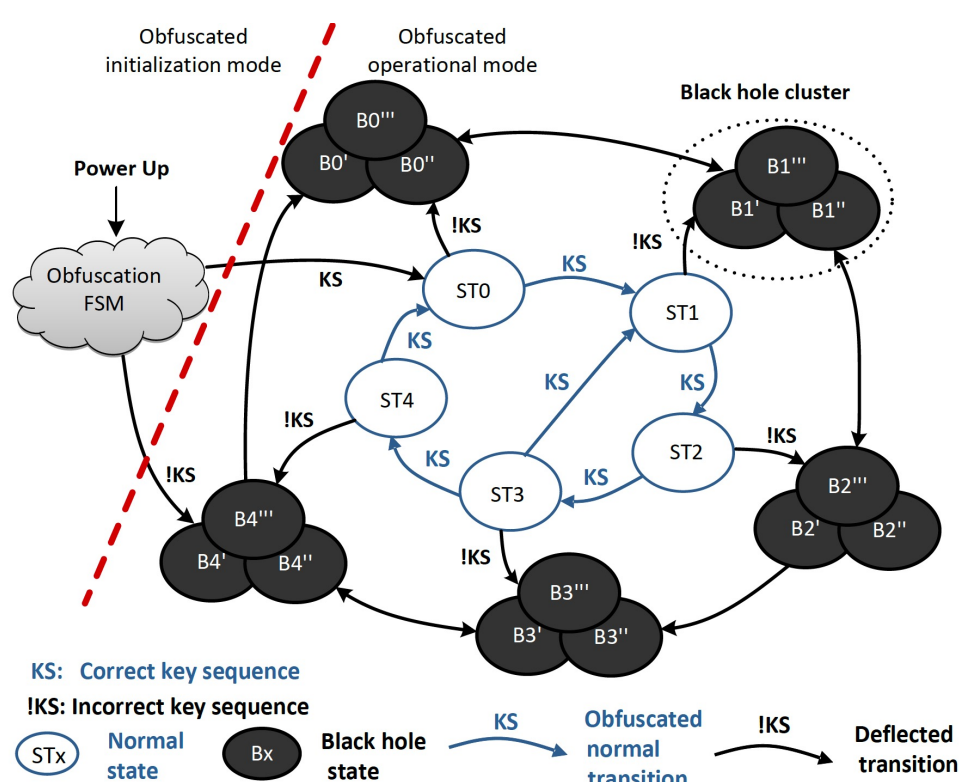 Obfuscated
initialization mode
Obfuscated
operational mode
Black hole cluster
Power Up
Obfuscation
FSM
B0'''
B0'
B0''
B1'''
B1'
B1''
!KS
!KS
KS
KS
ST0
ST1
KS
KS
KS
ST4
!KS
KS
KS
ST2
!KS
ST3
!KS
B4'''
B4'
B4''
!KS
B2'''
B2'
B2''
B3'''
B3'
B3''
KS: Correct key sequence
!KS: Incorrect key sequence
STx
Normal
state
Bx
Black hole
state
KS
Obfuscated
normal
transition
!KS
Deflected
transition